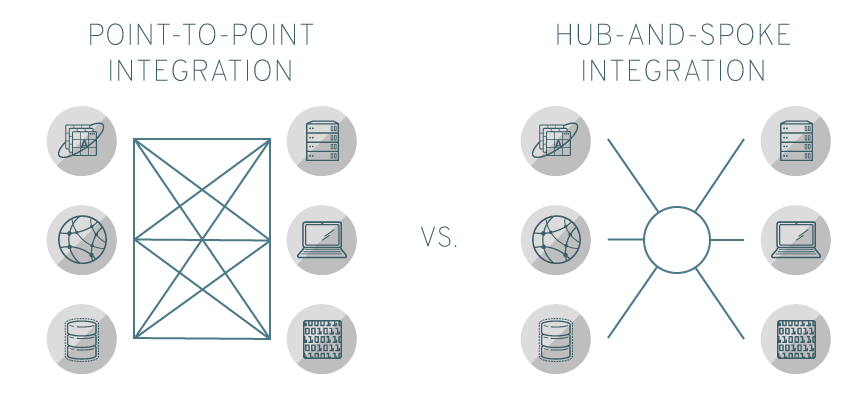 POINT-TO-POINT
INTEGRATION
VS.
HUB-AND-SPOKE
INTEGRATION